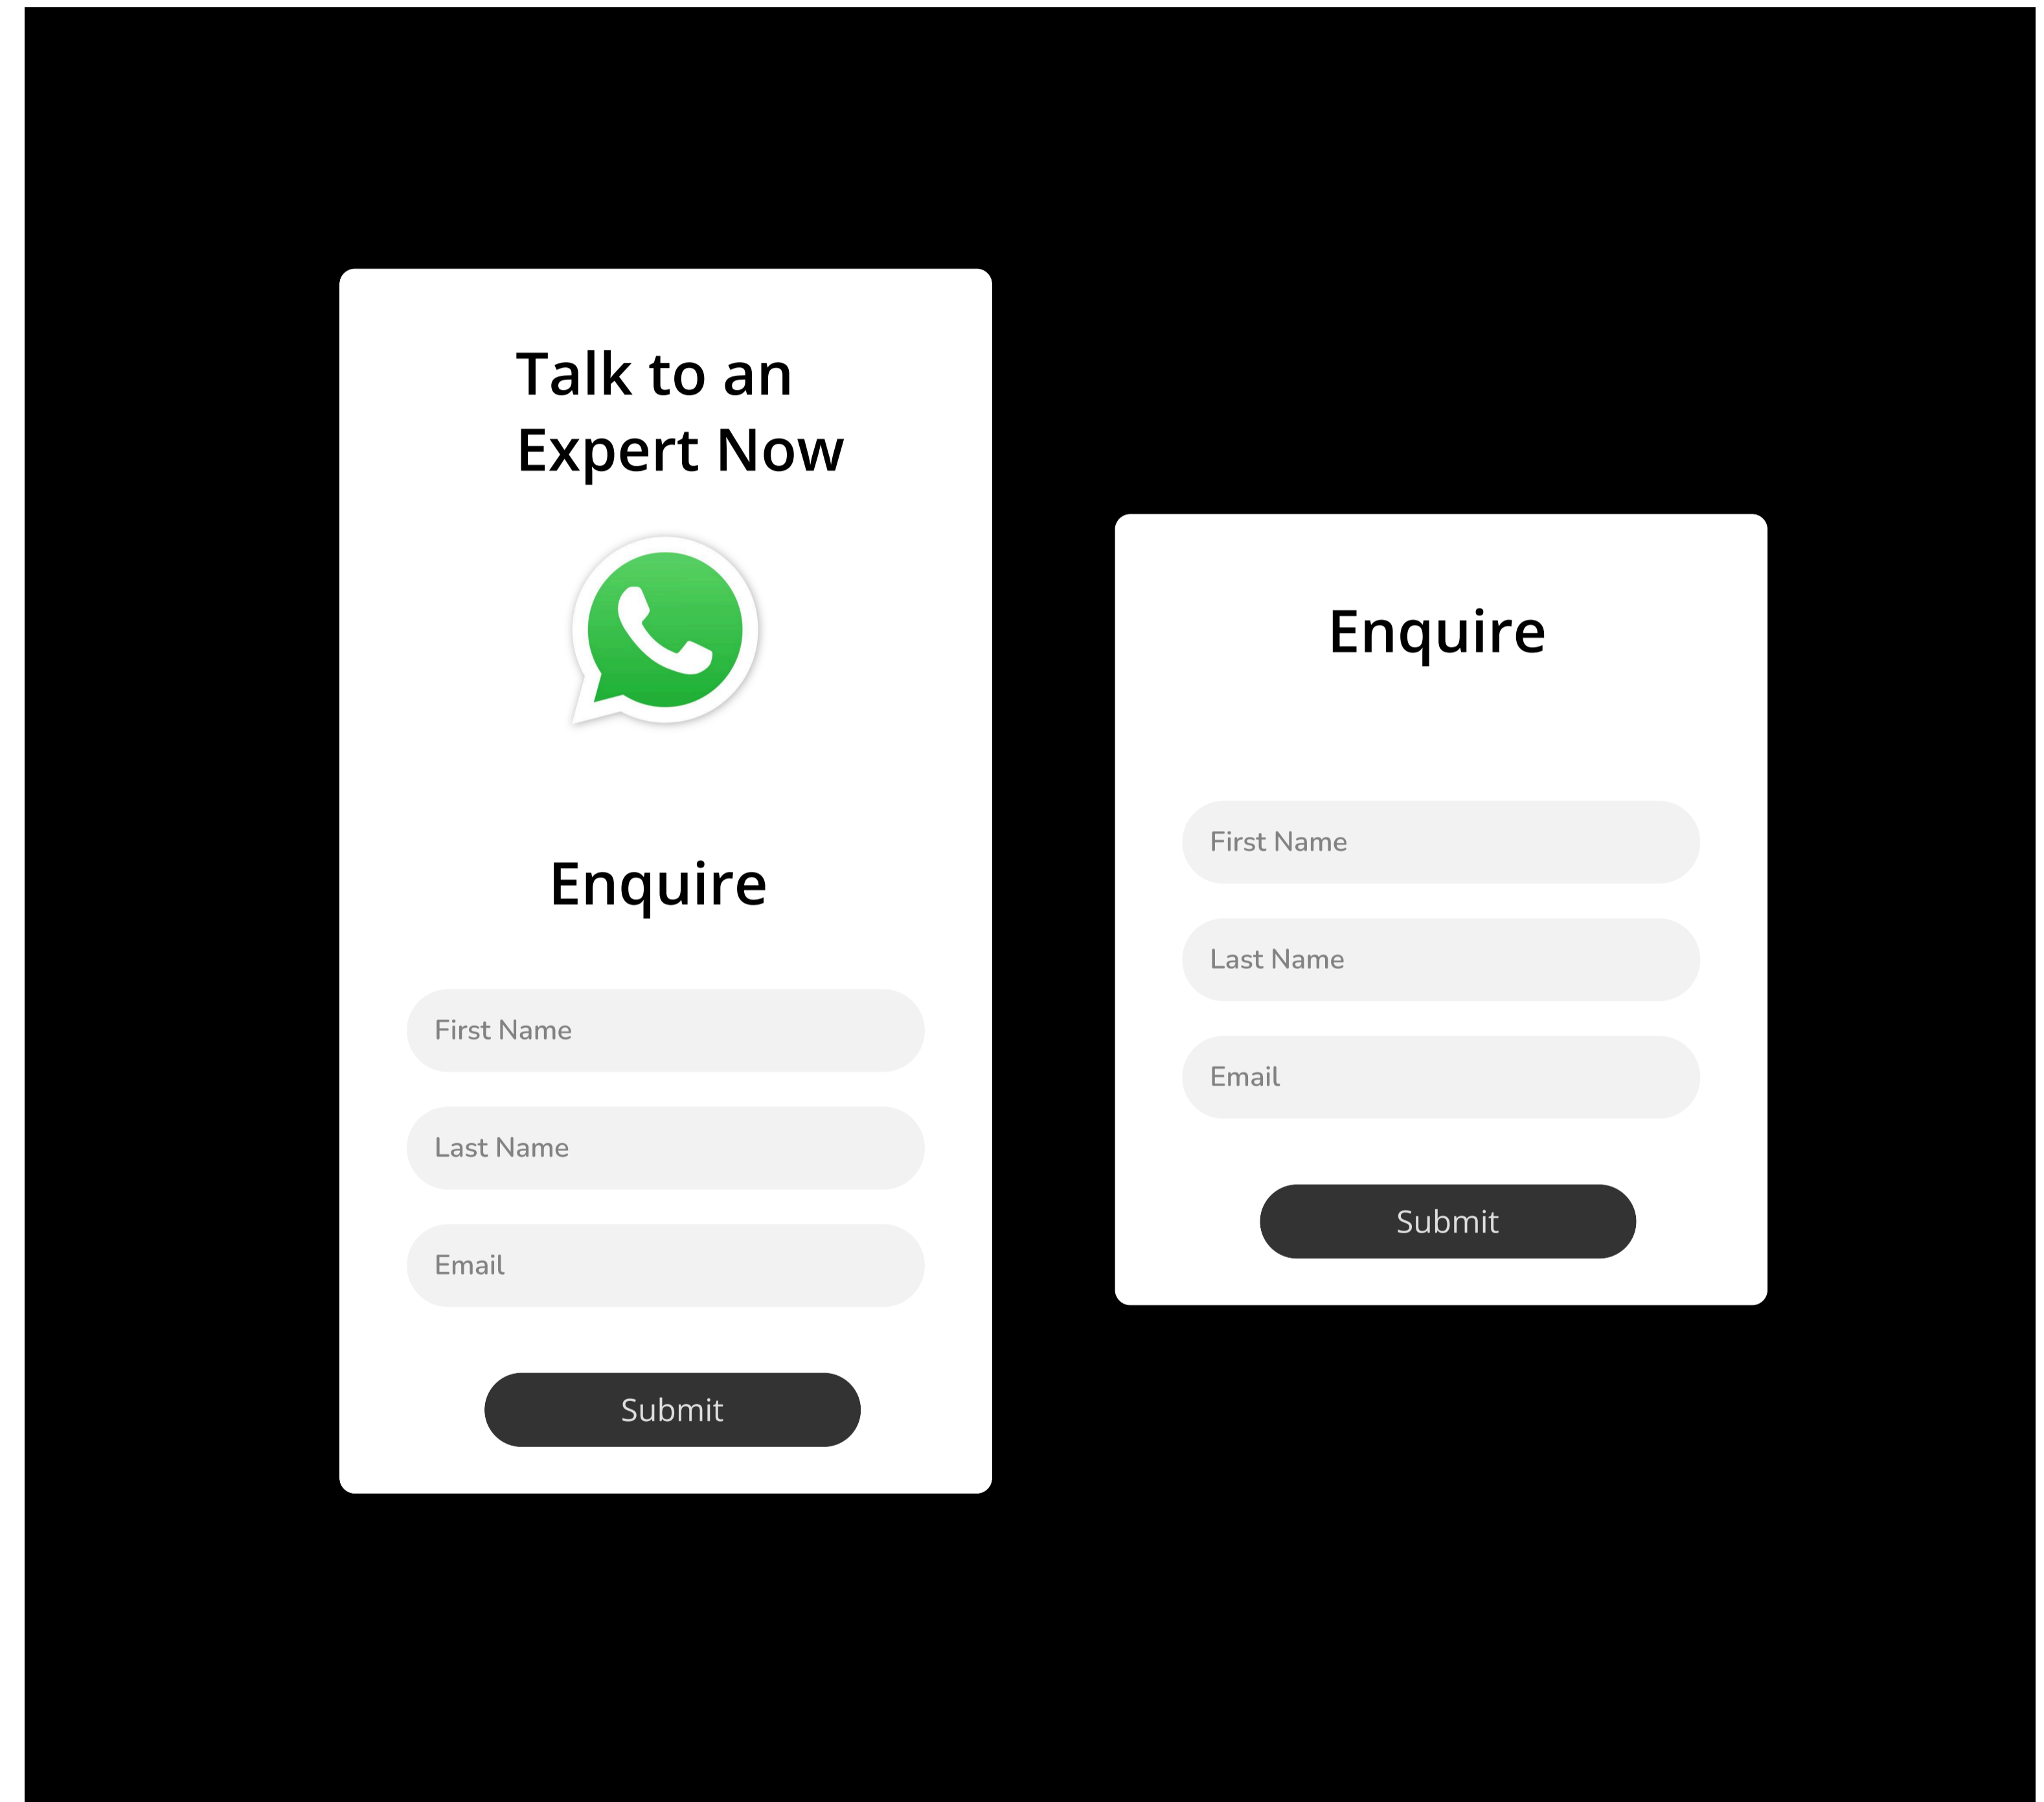 Talk to an
Expert Now
Enquire
First Name
Last Name
Email
Submit
Enquire
First Name
Last Name
Email
Submit